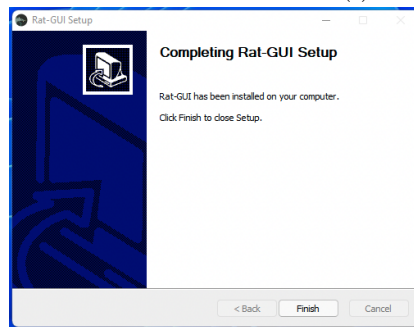 Rat-GUI Setup
Completing Rat-GUI Setup
Rat-GUI has been installed on your computer.
Click Finish to close Setup.
< Back Finish Cancel